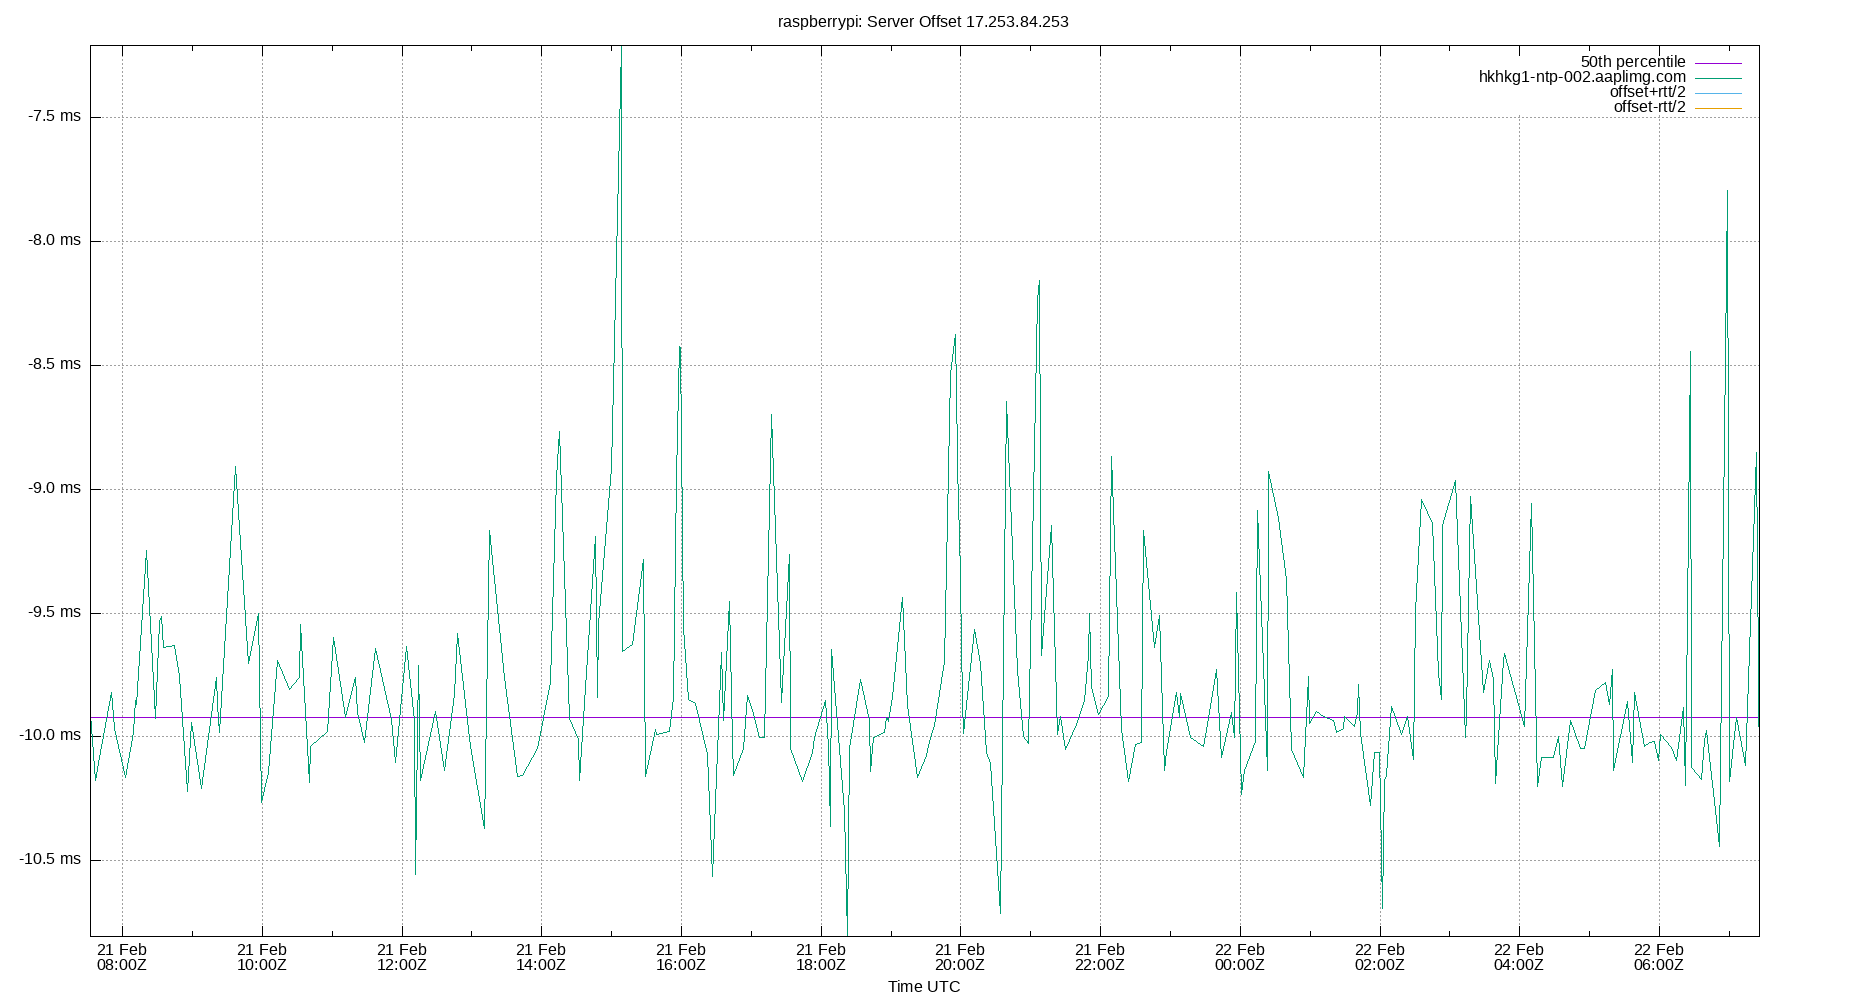 raspberrypi: Server Offset 17.253.84.253
50th percentile
hkhkg1-ntp-002.aaplimg.com
offset+rtt/2
offset-rtt/2
-7.5 ms
-8.0 ms
-8.5 ms
-9.0 ms
-9.5 ms
-10.0 ms
-10.5 ms
21 Feb 21 Feb 21 Feb 21 Feb 21 Feb 21 Feb 21 Feb 21 Feb 22 Feb 22 Feb 22 Feb 22 Feb
08:00Z 10:00Z 12:00Z 14:00Z 16:00Z 18:00Z 20:00Z 22:00Z 00:00Z 02:00Z 04:00Z 06:00Z
Time UTC